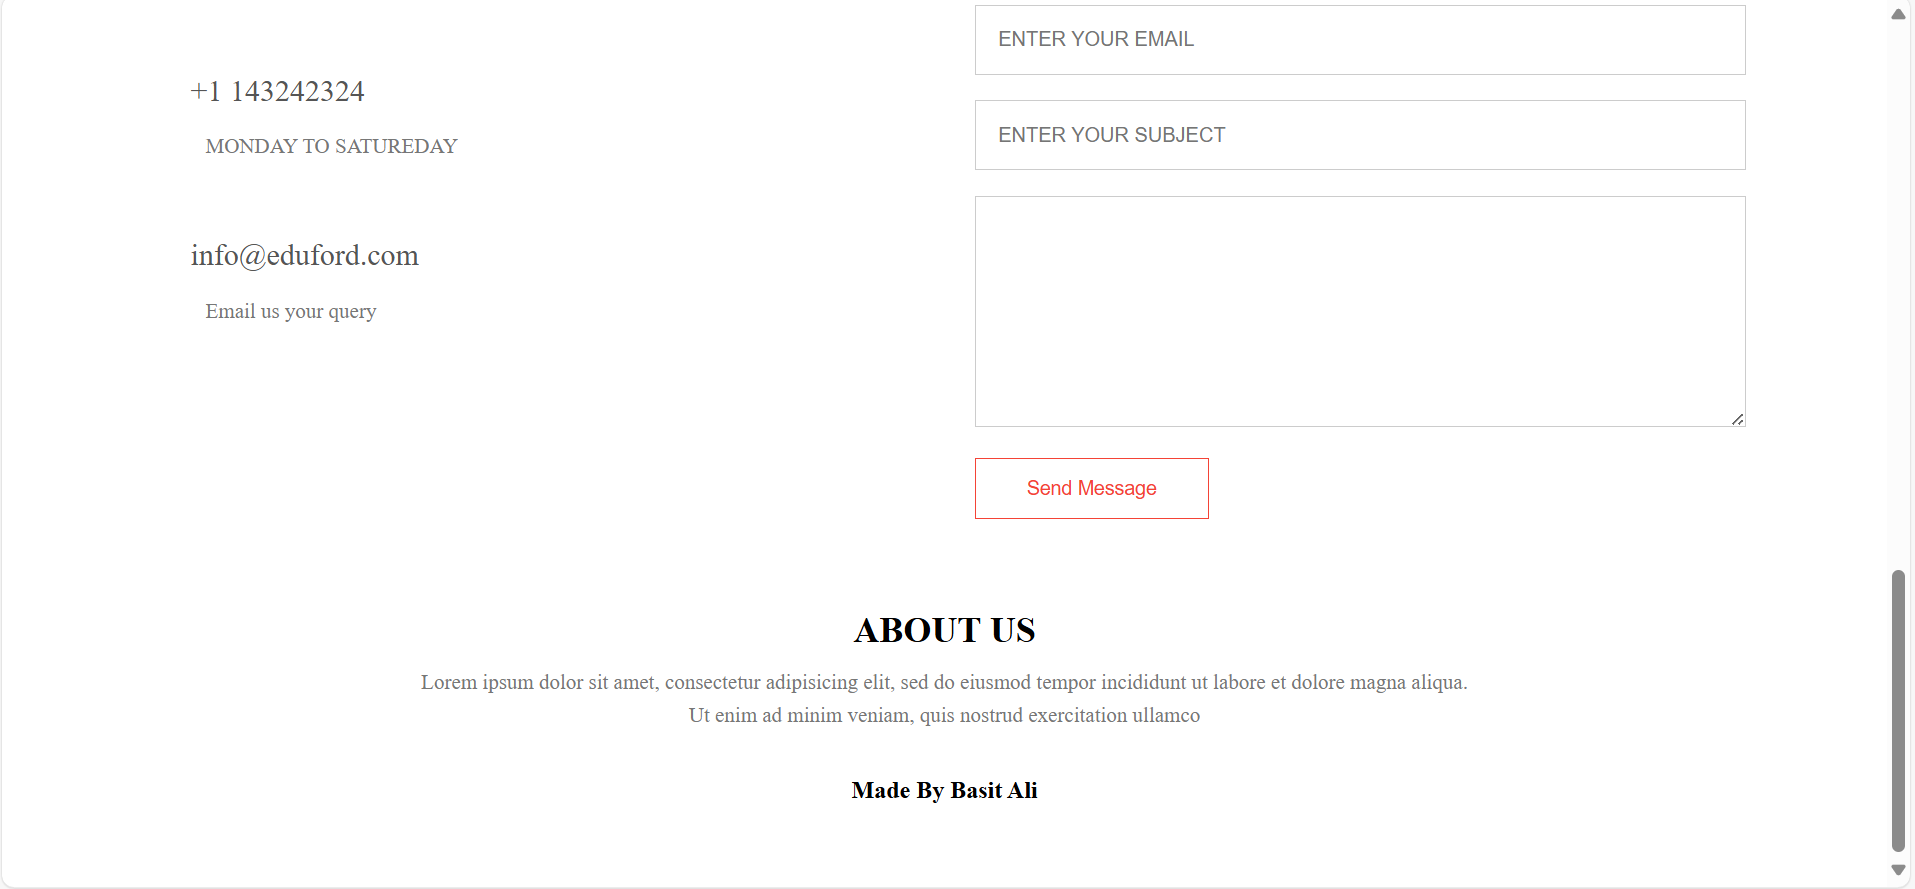 +1 143242324
MONDAY TO SATUREDAY
info@eduford.com
Email us your query
ENTER YOUR EMAIL
ENTER YOUR SUBJECT
Send Message
ABOUT US
Lorem ipsum dolor sit amet, consectetur adipisicing elit, sed do eiusmod tempor incididunt ut labore et dolore magna aliqua.
Ut enim ad minim veniam, quis nostrud exercitation ullamco
Made By Basit Ali